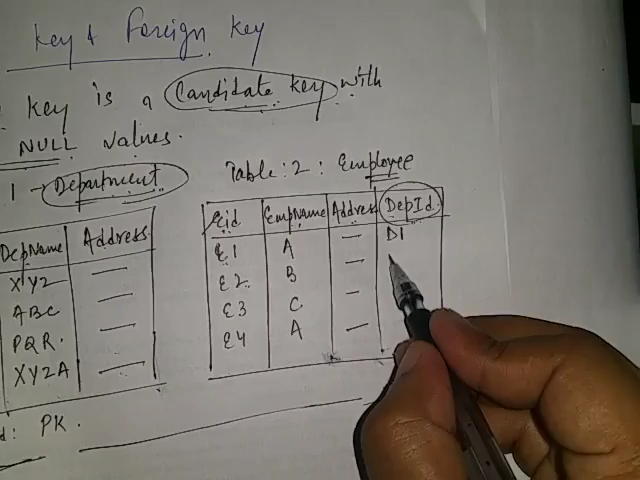 Key & Foreign Key
Key is a Candidate Key with
NULL values.
1 → Department
Table: 2 : Employee
DepName Address
XYZ —
ABC —
PQR. —
XYZA —
Eid EmpName Address DepId
E1 A — D1
E2 B —
E3 C —
E4 A —
d: PK.